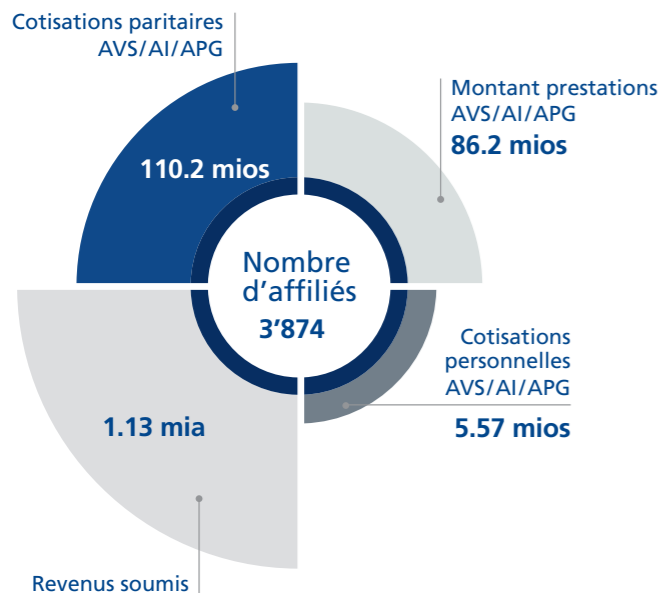 Cotisations paritaires
AVS/AI/APG
110.2 mios
Montant prestations
AVS/AI/APG
86.2 mios
Nombre
d’affiliés
3’874
Cotisations
personnelles
AVS/AI/APG
5.57 mios
1.13 mia
Revenus soumis